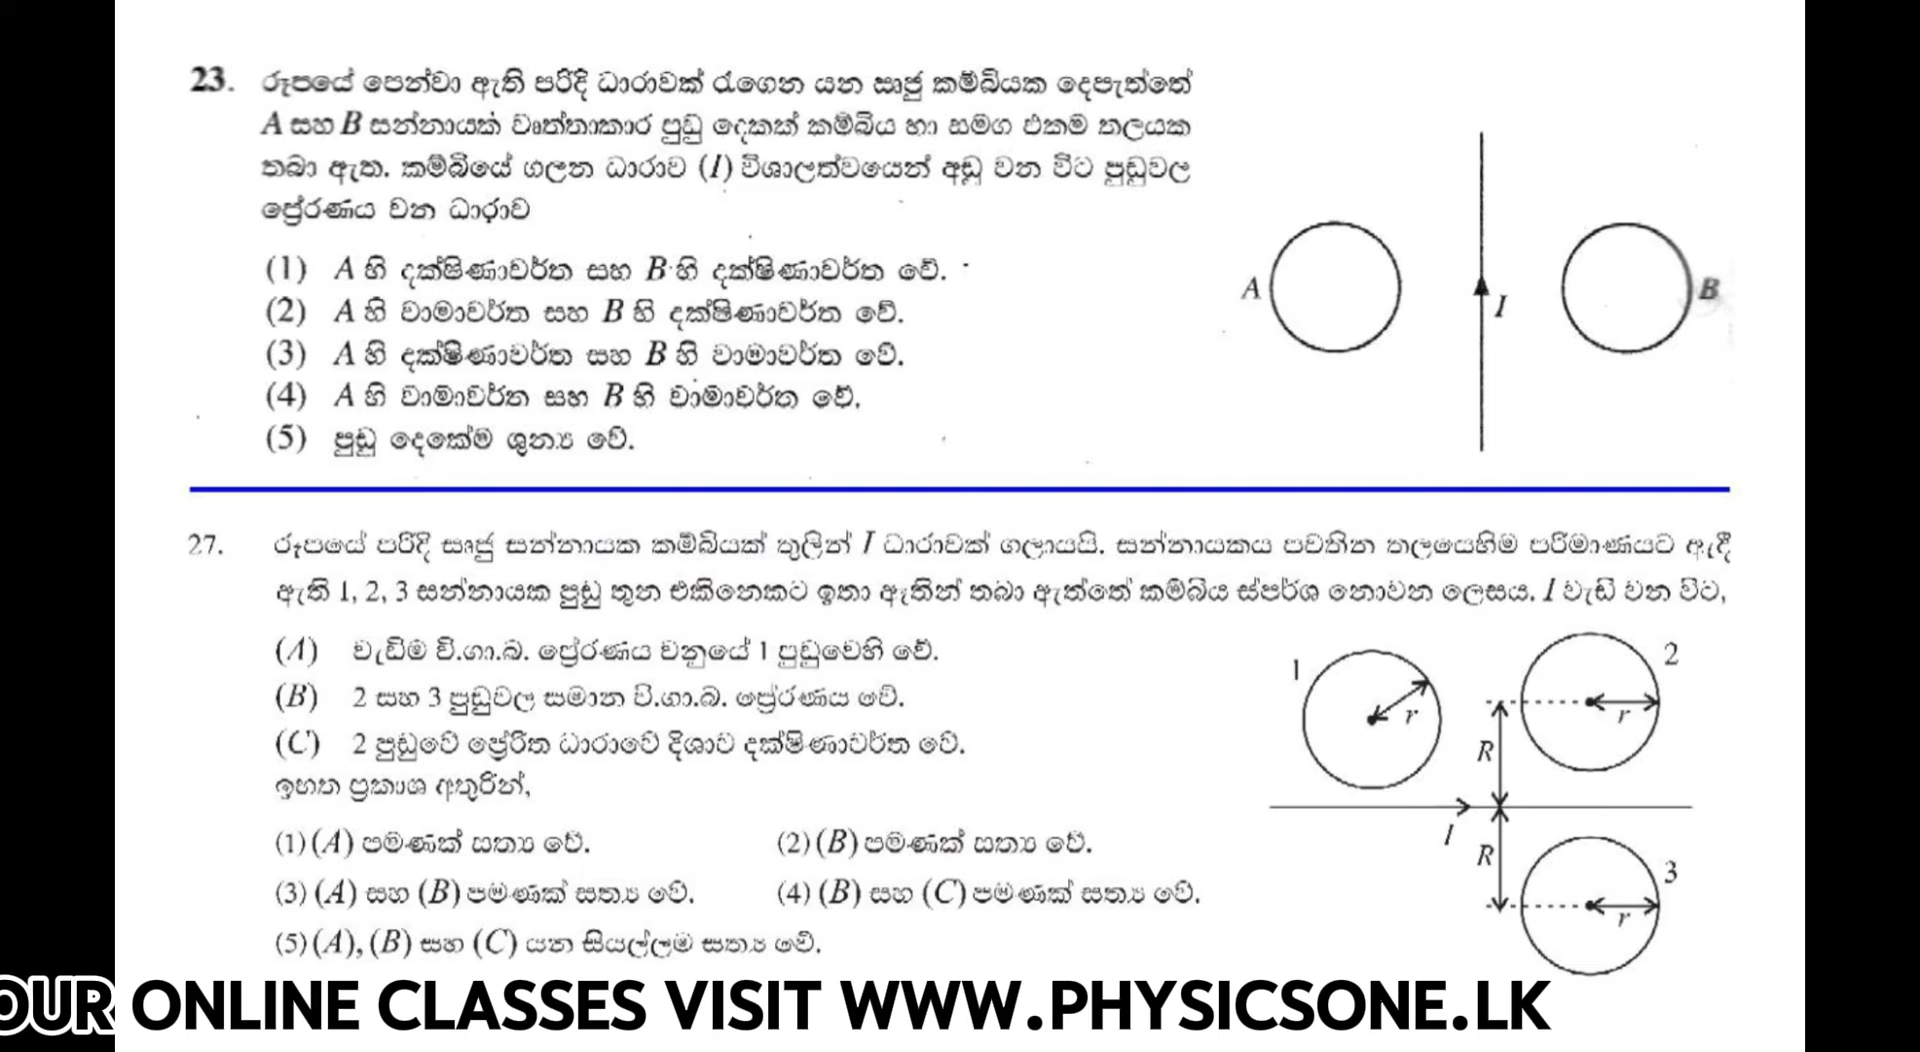 23. රූපයේ පෙන්වා ඇති පරිදි ධාරාවක් රැගෙන යන සෘජු කම්බියක දෙපැත්තේ
A සහ B සන්නායක වෘත්තාකාර පුඩු දෙකක් කම්බිය හා සමග එකම තලයක
තබා ඇත. කම්බියේ ගලන ධාරාව (I) විශාලත්වයෙන් අඩු වන විට පුඩුවල
ප්‍රේරණය වන ධාරාව
(1) A හි දක්ෂිණාවර්ත සහ B හි දක්ෂිණාවර්ත වේ.
(2) A හි වාමාවර්ත සහ B හි දක්ෂිණාවර්ත වේ.
(3) A හි දක්ෂිණාවර්ත සහ B හි වාමාවර්ත වේ.
(4) A හි වාමාවර්ත සහ B හි වාමාවර්ත වේ.
(5) පුඩු දෙකේම ශුන්‍ය වේ.
A
I
B
27. රූපයේ පරිදි සෘජු සන්නායක කම්බියක් තුලින් I ධාරාවක් ගලායයි. සන්නායකය පවතින තලයෙහිම පරිමාණයට ඇඳී
ඇති 1, 2, 3 සන්නායක පුඩු තුන එකිනෙකට ඉතා ඈතින් තබා ඇත්තේ කම්බිය ස්පර්ශ නොවන ලෙසය. I වැඩි වන විට,
(A) වැඩිම වි.ගා.බ. ප්‍රේරණය වනුයේ 1 පුඩුවෙහි වේ.
(B) 2 සහ 3 පුඩුවල සමාන වි.ගා.බ. ප්‍රේරණය වේ.
(C) 2 පුඩුවේ ප්‍රේරිත ධාරාවේ දිශාව දක්ෂිණාවර්ත වේ.
ඉහත ප්‍රකාශ අතුරින්,
(1) (A) පමණක් සත්‍ය වේ. (2) (B) පමණක් සත්‍ය වේ.
(3) (A) සහ (B) පමණක් සත්‍ය වේ. (4) (B) සහ (C) පමණක් සත්‍ය වේ.
(5) (A), (B) සහ (C) යන සියල්ලම සත්‍ය වේ.
1
r
2
r
R
I
R
3
r
OUR ONLINE CLASSES VISIT WWW.PHYSICSONE.LK